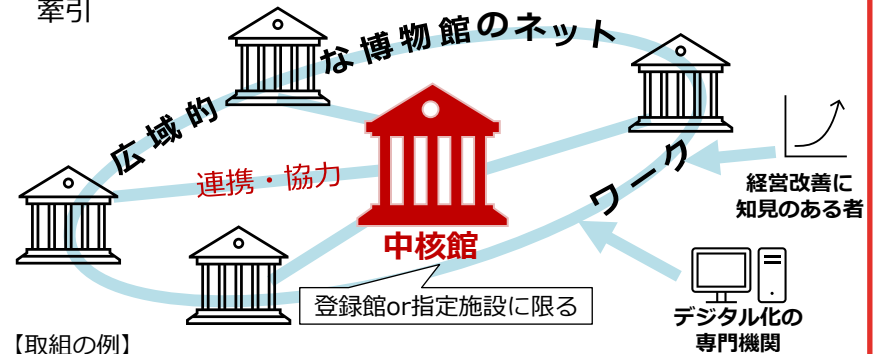 牽引
広域的な博物館のネットワーク
連携・協力
中核館
登録館or指定施設に限る
経営改善に
知見のある者
デジタル化の
専門機関
【取組の例】